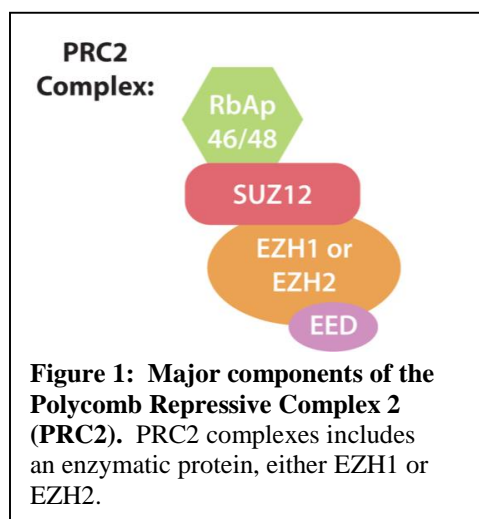 PRC2
Complex:
RbAp
46/48
SUZ12
EZH1 or
EZH2
EED
Figure 1: Major components of the
Polycomb Repressive Complex 2
(PRC2). PRC2 complexes includes
an enzymatic protein, either EZH1 or
EZH2.